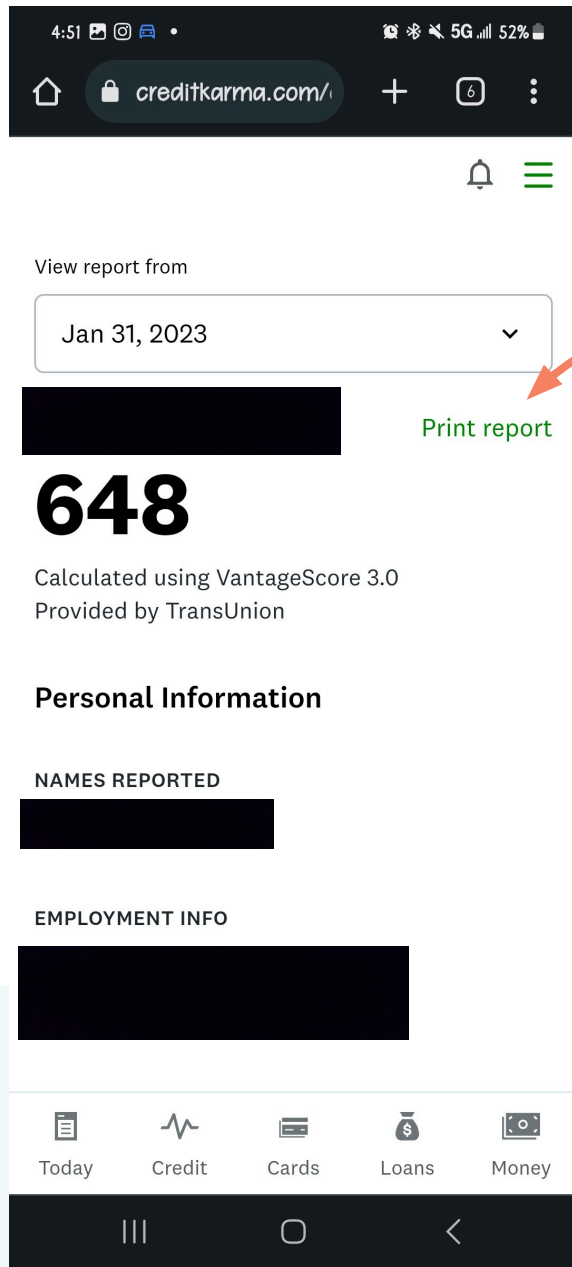 4:51 5G 52%
creditkarma.com/ 6
View report from
Jan 31, 2023
Print report
648
Calculated using VantageScore 3.0
Provided by TransUnion
Personal Information
NAMES REPORTED
EMPLOYMENT INFO
Today Credit Cards Loans Money